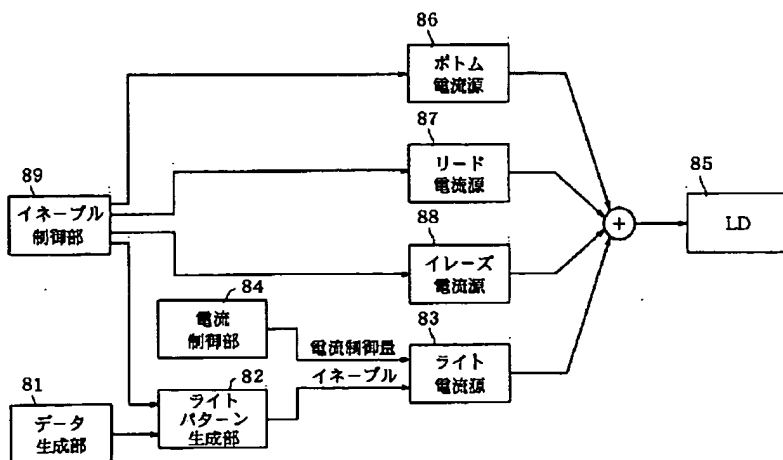 86
ボトム
電流源
87
リード
電流源
89
イネーブル
制御部
85
LD
+
88
イレーズ
電流源
84
電流
制御部
電流制御量
83
ライト
電流源
イネーブル
82
ライト
パターン
生成部
81
データ
生成部